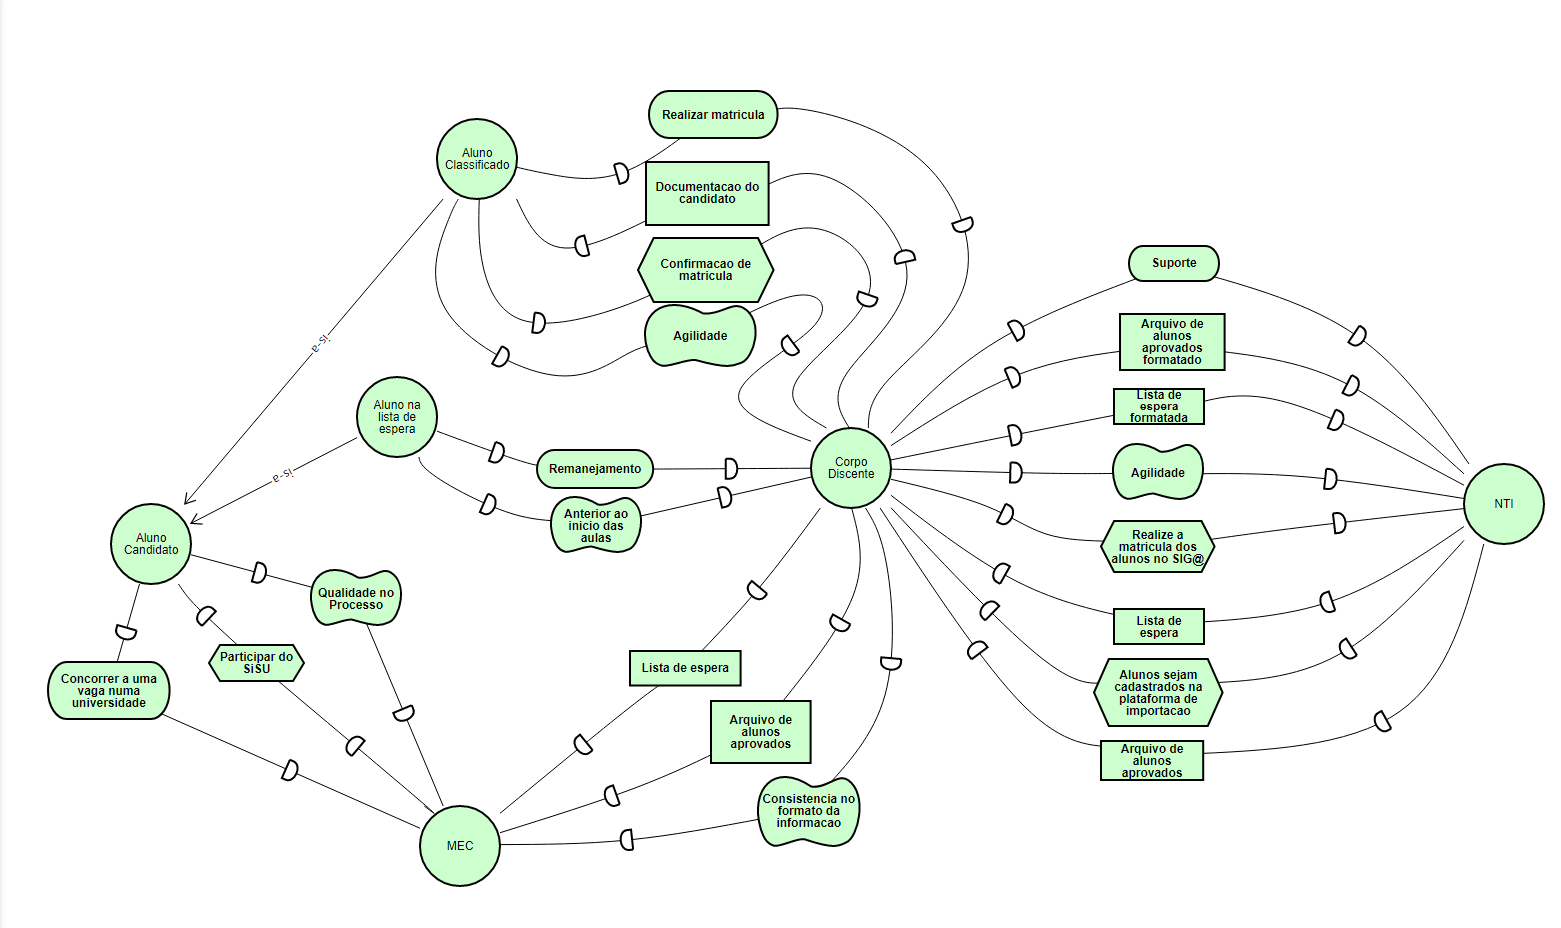 Realizar matricula
Aluno
Classificado
Documentacao do
candidato
Confirmacao de
matricula
Agilidade
is-a
Aluno na
lista de
espera
is-a
Remanejamento
Anterior ao
inicio das
aulas
Corpo
Discente
Suporte
Arquivo de
alunos
aprovados
formatado
Lista de
espera
formatada
Agilidade
NTI
Realize a
matricula dos
alunos no SIG@
Lista de
espera
Alunos sejam
cadastrados na
plataforma de
importacao
Arquivo de
alunos
aprovados
Aluno
Candidato
Qualidade no
Processo
Participar do
SiSU
Concorrer a uma
vaga numa
universidade
Lista de espera
Arquivo de
alunos
aprovados
Consistencia no
formato da
informacao
MEC